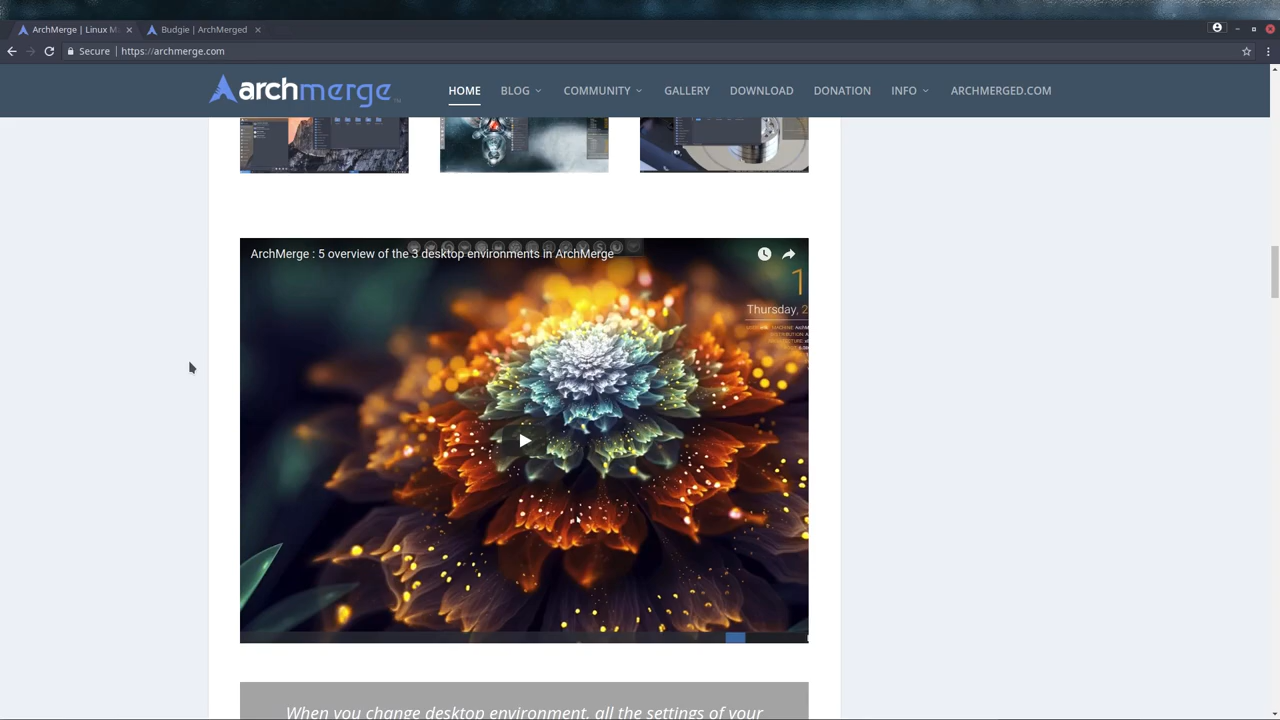 ArchMerge | Linux M
Budgie | ArchMerged
Secure
https://archmerge.com
archmerge
HOME
BLOG
COMMUNITY
GALLERY
DOWNLOAD
DONATION
INFO
ARCHMERGED.COM
ArchMerge : 5 overview of the 3 desktop environments in ArchMerge
1
Thursday, 2
When you change desktop environment, all the settings of your